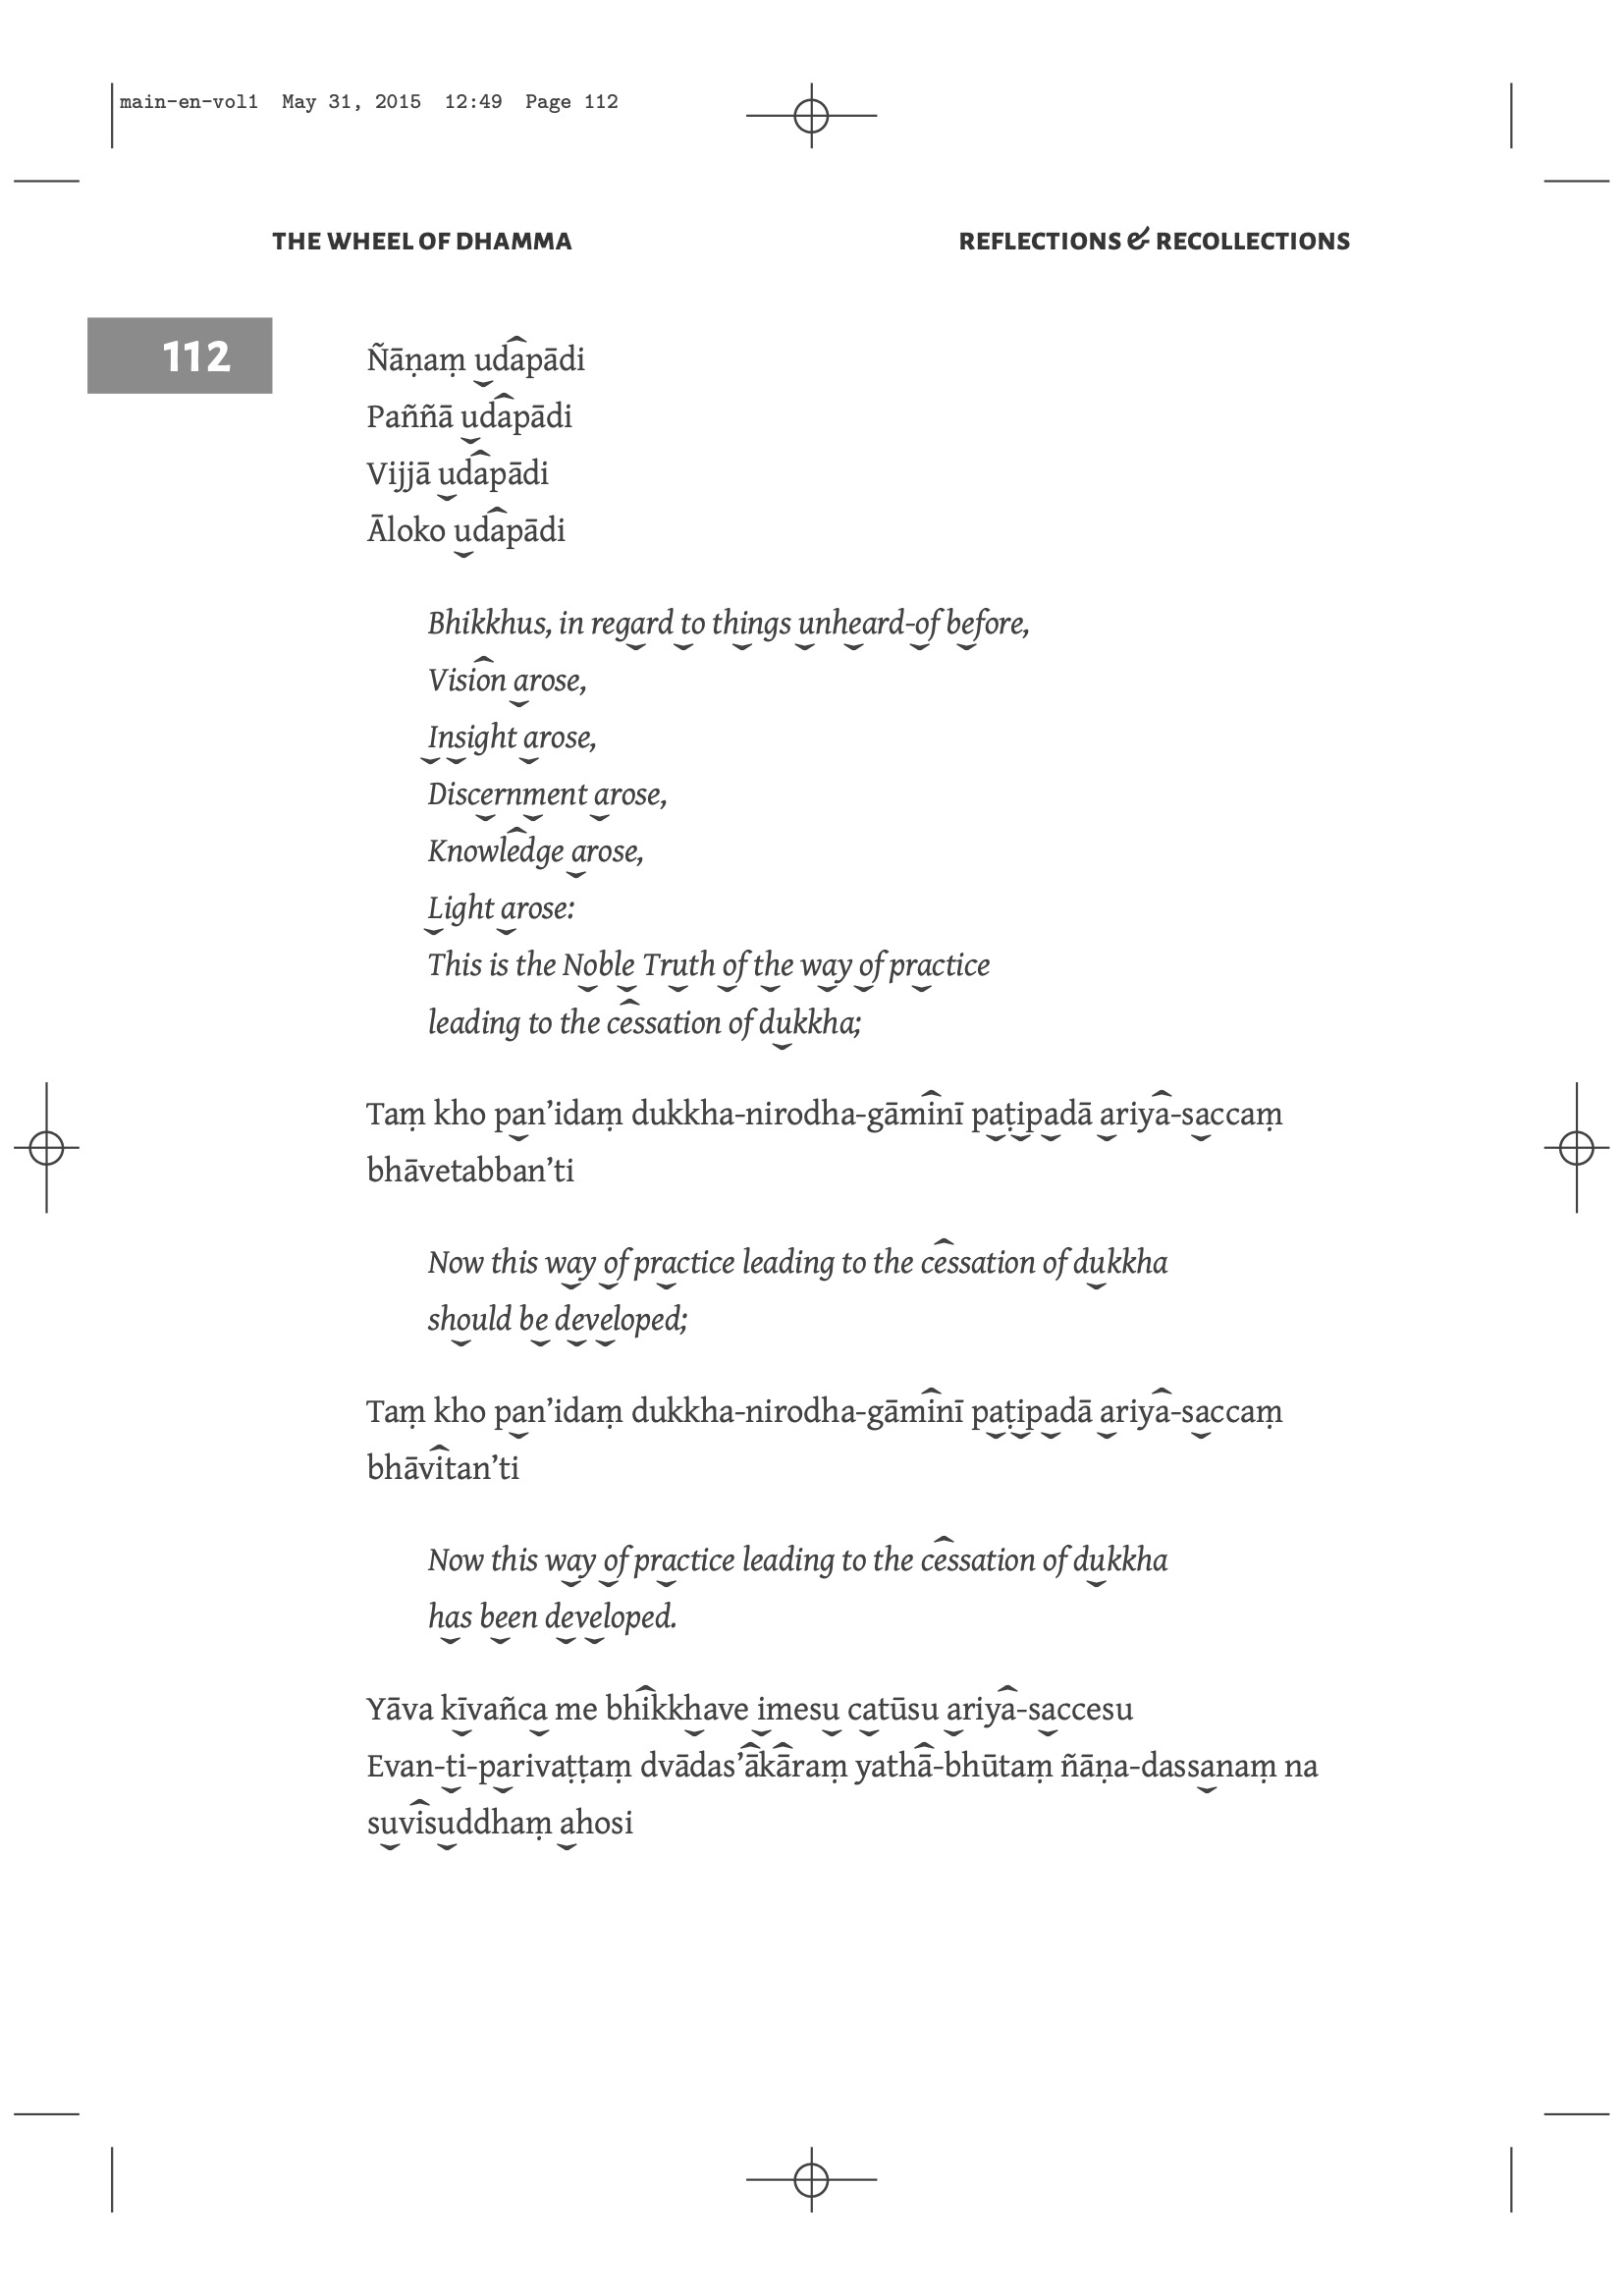 main-en-vol1 May 31, 2015 12:49 Page 112
THE WHEEL OF DHAMMA REFLECTIONS & RECOLLECTIONS
112
Ñāṇaṃ udapādi
Paññā udapādi
Vijjā udapādi
Āloko udapādi
Bhikkhus, in regard to things unheard-of before,
Vision arose,
Insight arose,
Discernment arose,
Knowledge arose,
Light arose:
This is the Noble Truth of the way of practice
leading to the cessation of dukkha;
Taṃ kho pan’idaṃ dukkha-nirodha-gāminī paṭipadā ariya-saccaṃ
bhāvetabban’ti
Now this way of practice leading to the cessation of dukkha
should be developed;
Taṃ kho pan’idaṃ dukkha-nirodha-gāminī paṭipadā ariya-saccaṃ
bhāvitan’ti
Now this way of practice leading to the cessation of dukkha
has been developed.
Yāva kīvañca me bhikkhave imesu catūsu ariya-saccesu
Evan-ti-parivaṭṭaṃ dvādas’ākāraṃ yathā-bhūtaṃ ñāṇa-dassanaṃ na
suvisuddhaṃ ahosi